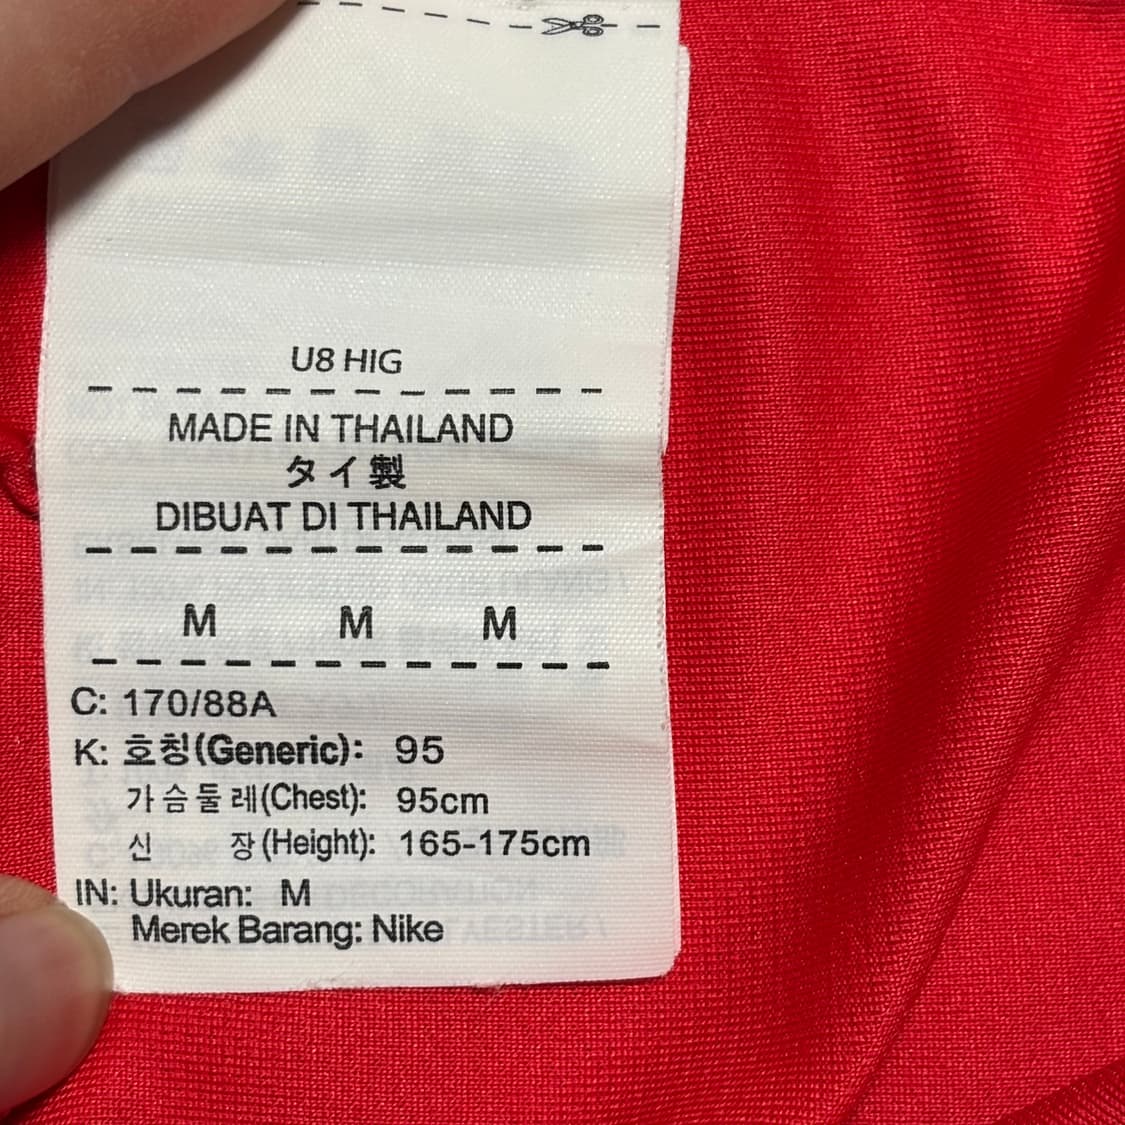 U8 HIG
MADE IN THAILAND
タイ製
DIBUAT DI THAILAND
M M M
C: 170/88A
K: 호칭(Generic): 95
가슴둘레(Chest): 95cm
신 장(Height): 165-175cm
IN: Ukuran: M
Merek Barang: Nike